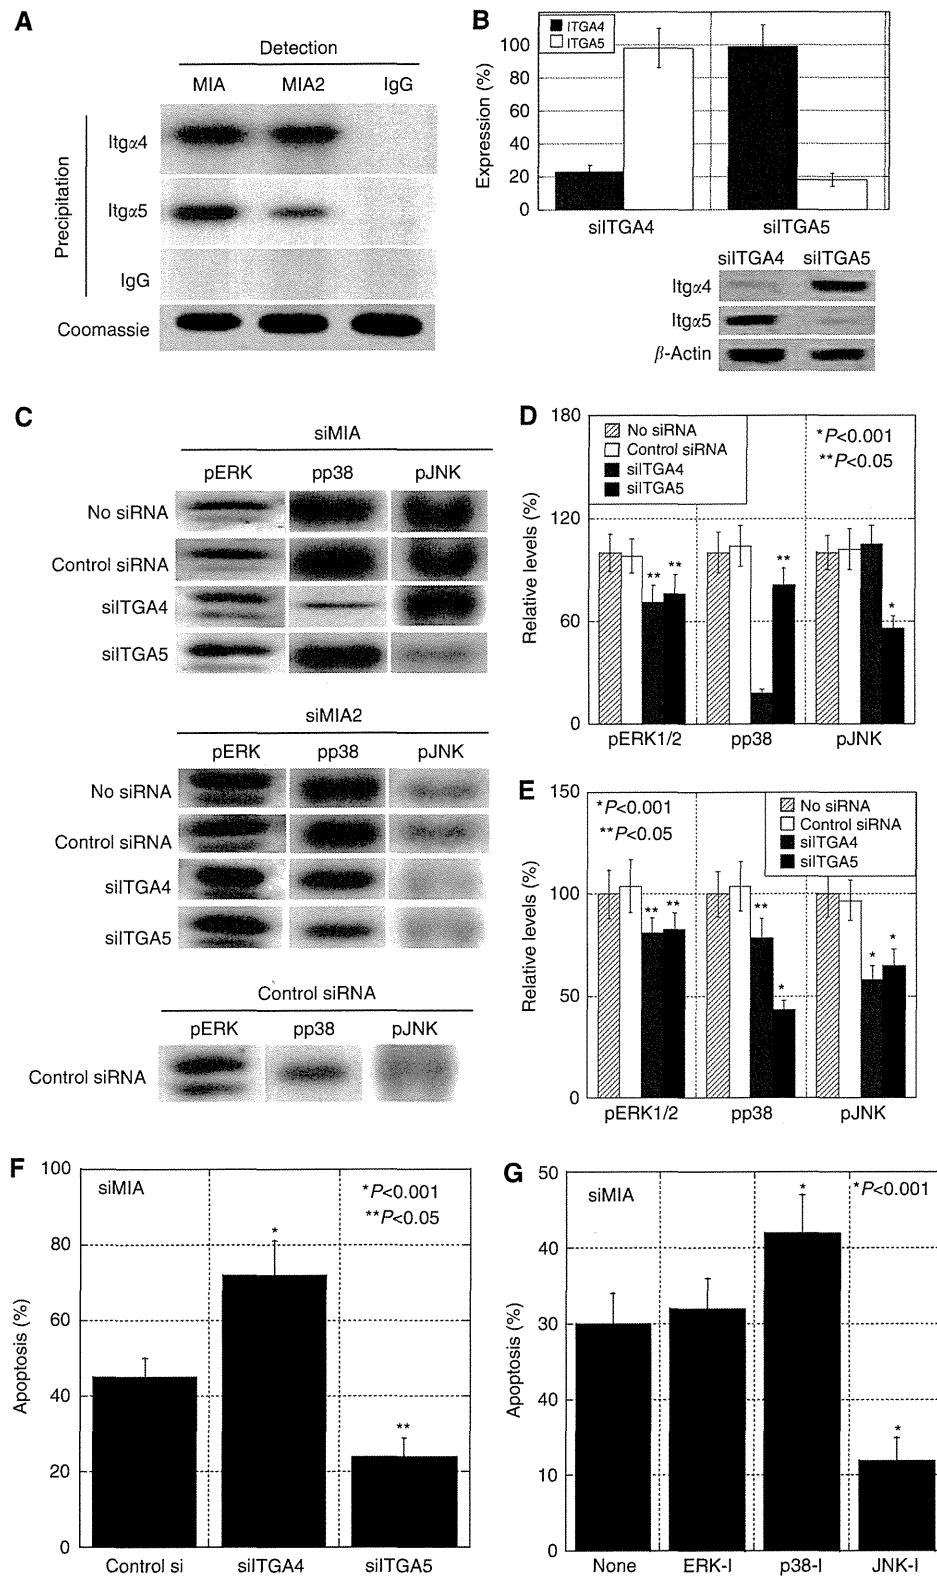 A
Detection
MIA MIA2 IgG
Precipitation
Itgα4
Itgα5
IgG
Coomassie
B
ITGA4
ITGA5
Expression (%)
100
80
60
40
20
0
siITGA4 siITGA5
siITGA4 siITGA5
Itgα4
Itgα5
β-Actin
C
siMIA
pERK pp38 pJNK
No siRNA
Control siRNA
siITGA4
siITGA5
siMIA2
pERK pp38 pJNK
No siRNA
Control siRNA
siITGA4
siITGA5
Control siRNA
pERK pp38 pJNK
Control siRNA
D
Relative levels (%)
180
120
60
0
No siRNA
Control siRNA
siITGA4
siITGA5
*P<0.001
**P<0.05
** ** ** *
pERK1/2 pp38 pJNK
E
Relative levels (%)
150
100
50
0
*P<0.001
**P<0.05
No siRNA
Control siRNA
siITGA4
siITGA5
** ** ** * * *
pERK1/2 pp38 pJNK
F
Apoptosis (%)
100
80
60
40
20
0
siMIA
*P<0.001
**P<0.05
*
**
Control si siITGA4 siITGA5
G
Apoptosis (%)
50
40
30
40
10
0
siMIA
*P<0.001
*
*
None ERK-I p38-I JNK-I